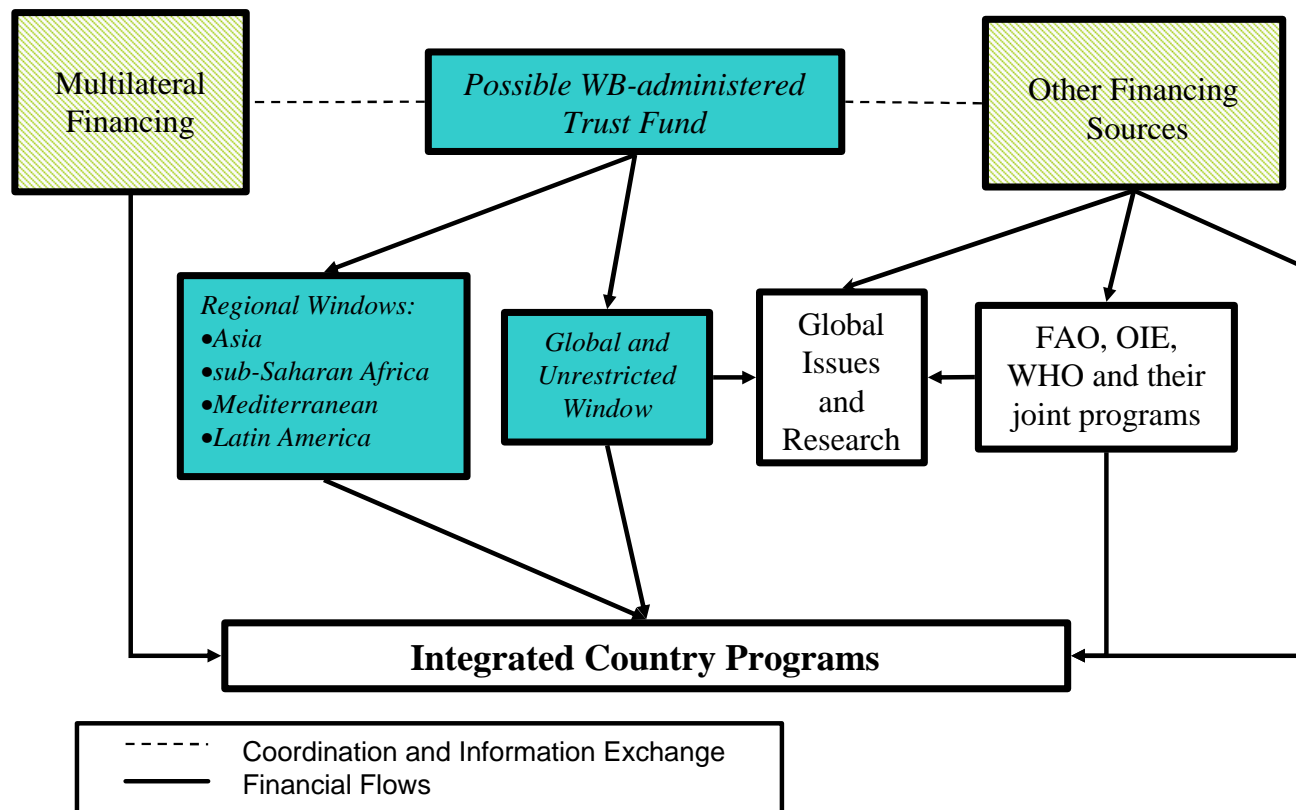 Multilateral
Financing
Possible WB-administered
Trust Fund
Other Financing
Sources
Regional Windows:
•Asia
•sub-Saharan Africa
•Mediterranean
•Latin America
Global and
Unrestricted
Window
Global
Issues
and
Research
FAO, OIE,
WHO and their
joint programs
Integrated Country Programs
Coordination and Information Exchange
Financial Flows